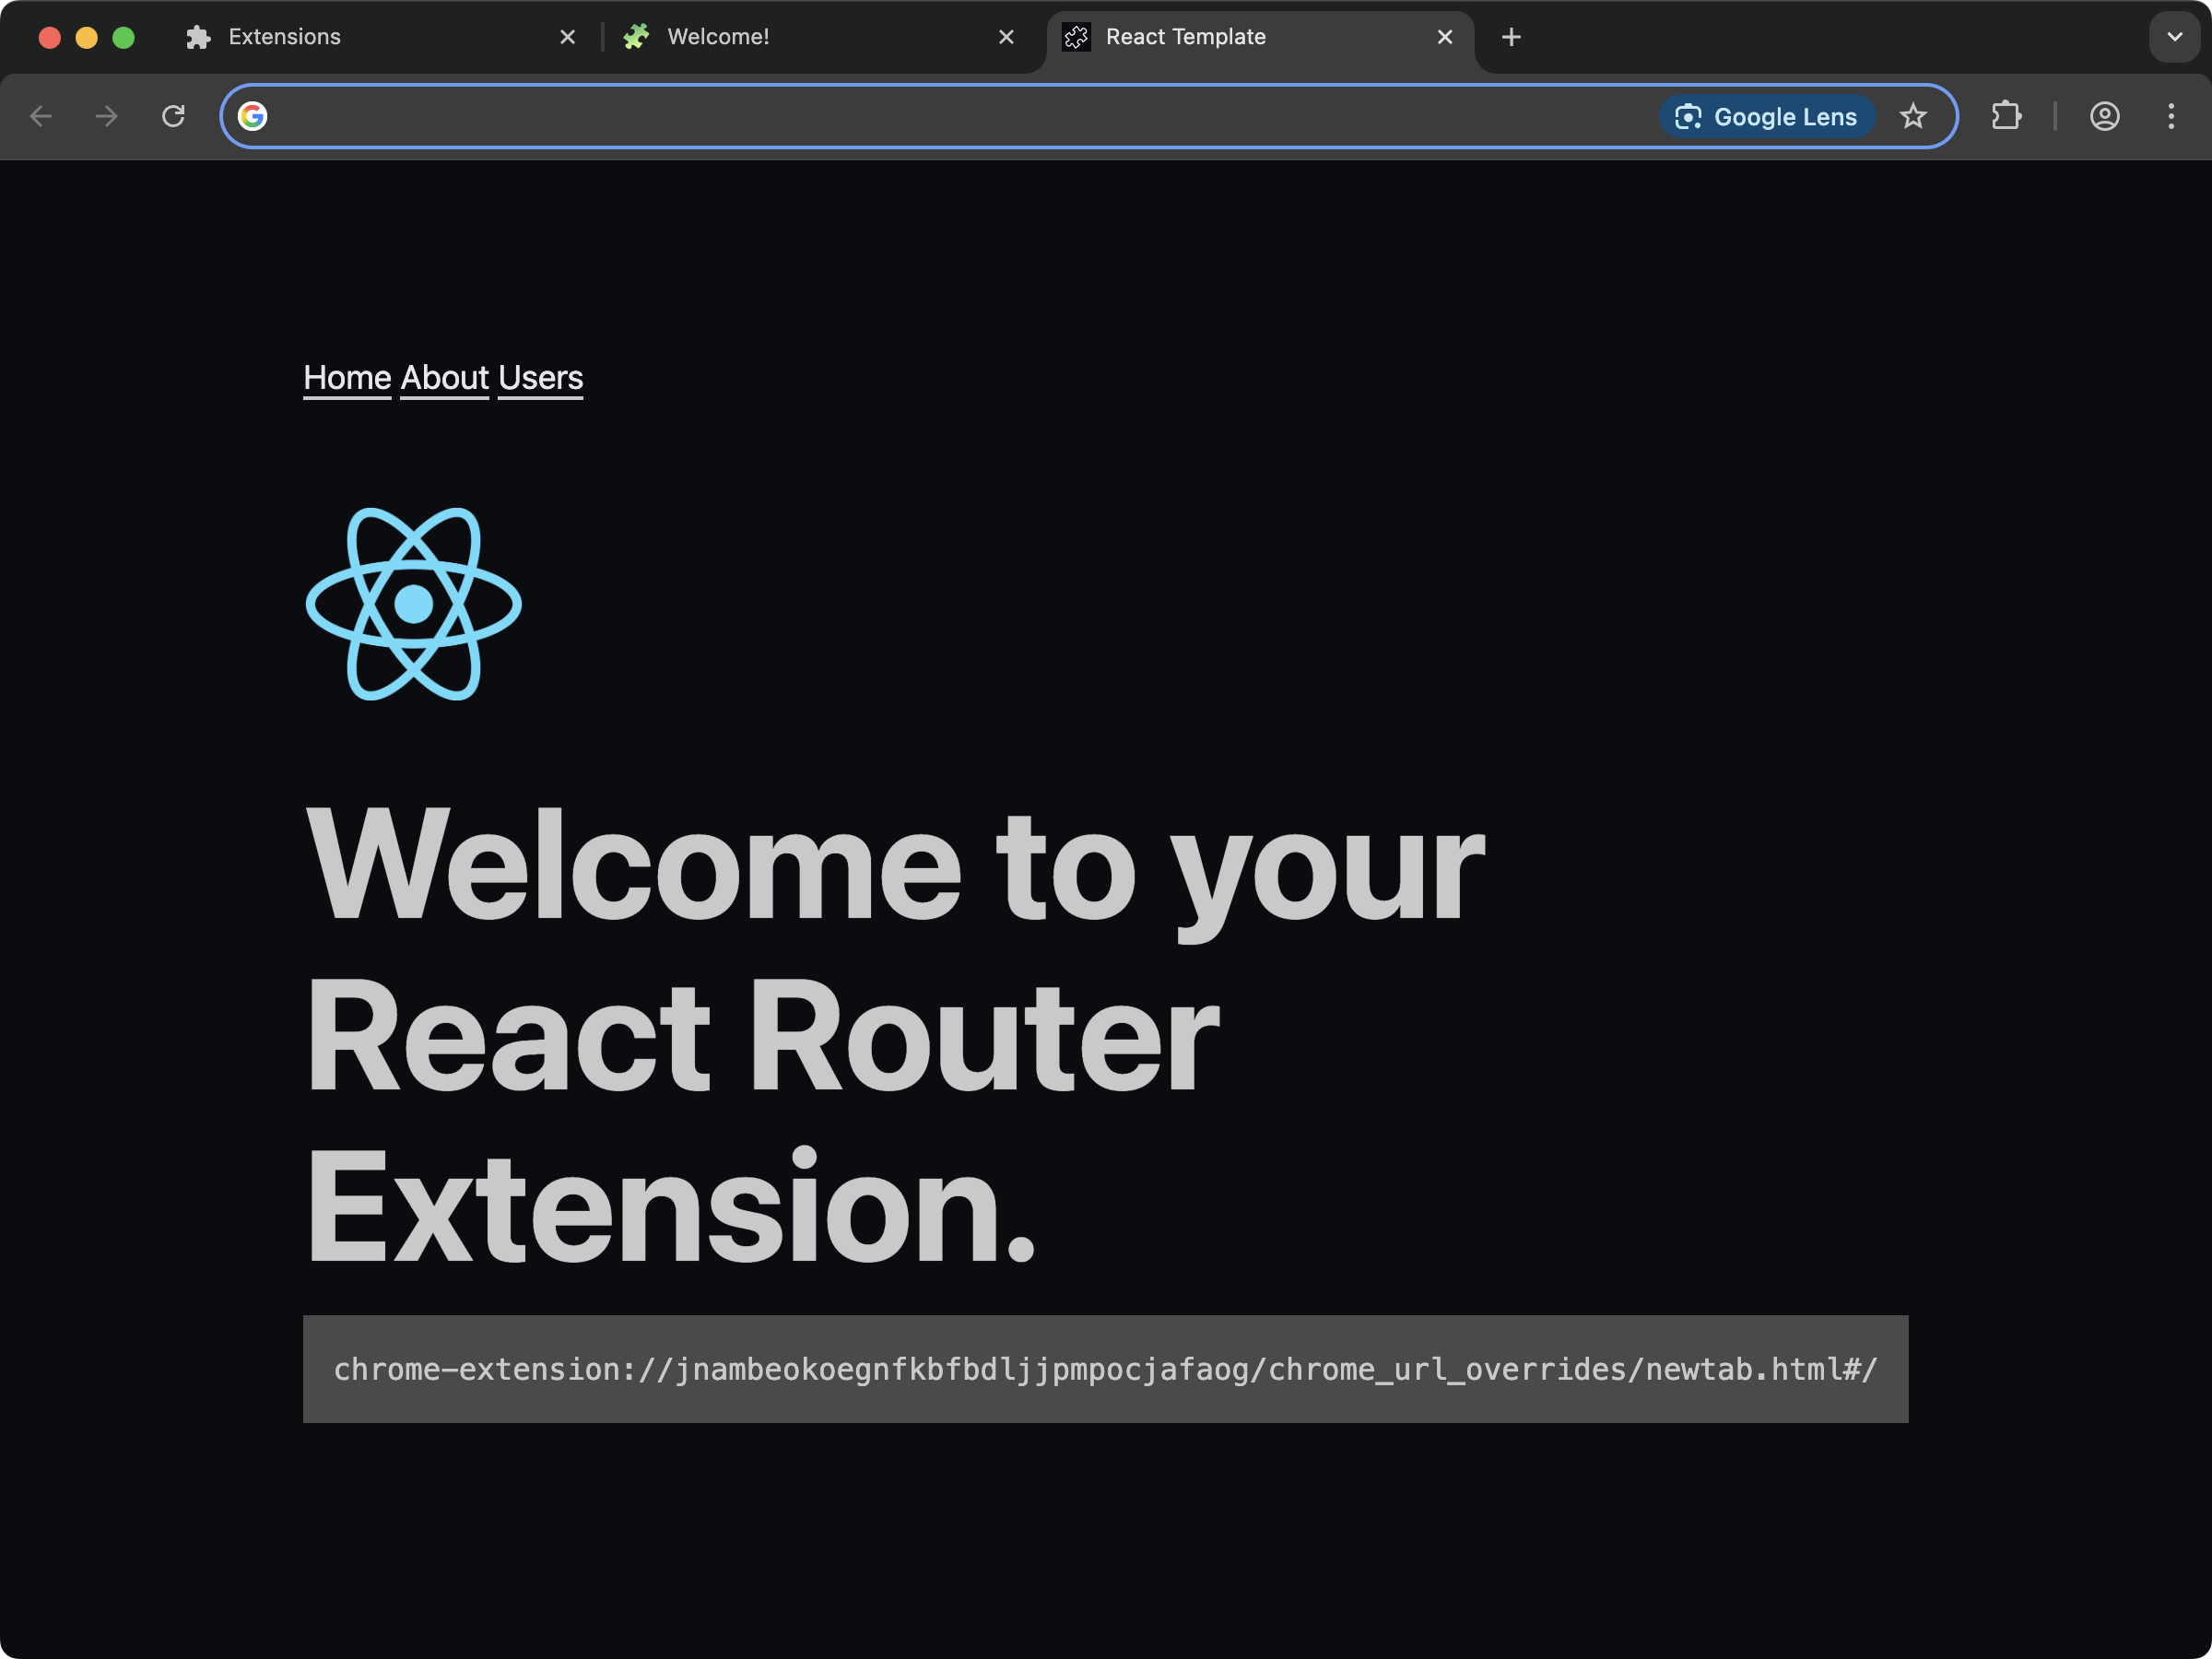 Extensions
Welcome!
React Template
Google Lens
Home About Users
Welcome to your
React Router
Extension.
chrome-extension://jnambeokoegnfkbfbdljjpmpocjafaog/chrome_url_overrides/newtab.html#/